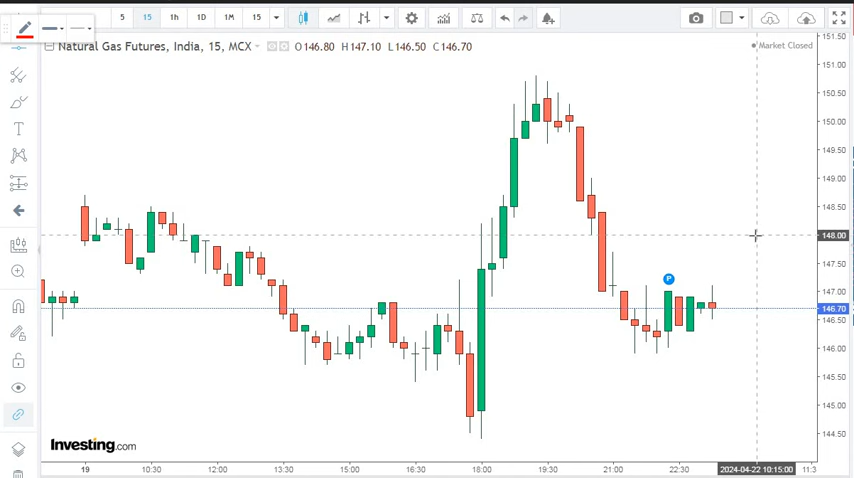 5 15 1h 1D 1M 15
Natural Gas Futures, India, 15, MCX O146.80 H147.10 L146.50 C146.70
Market Closed
151.50
151.00
150.50
150.00
149.50
149.00
148.50
148.00
147.50
147.00
146.70
146.50
146.00
145.50
145.00
144.50
P
T
Investing.com
19 10:30 12:00 13:30 15:00 16:30 18:00 19:30 21:00 22:30 2024-04-22 10:15:00 11:3